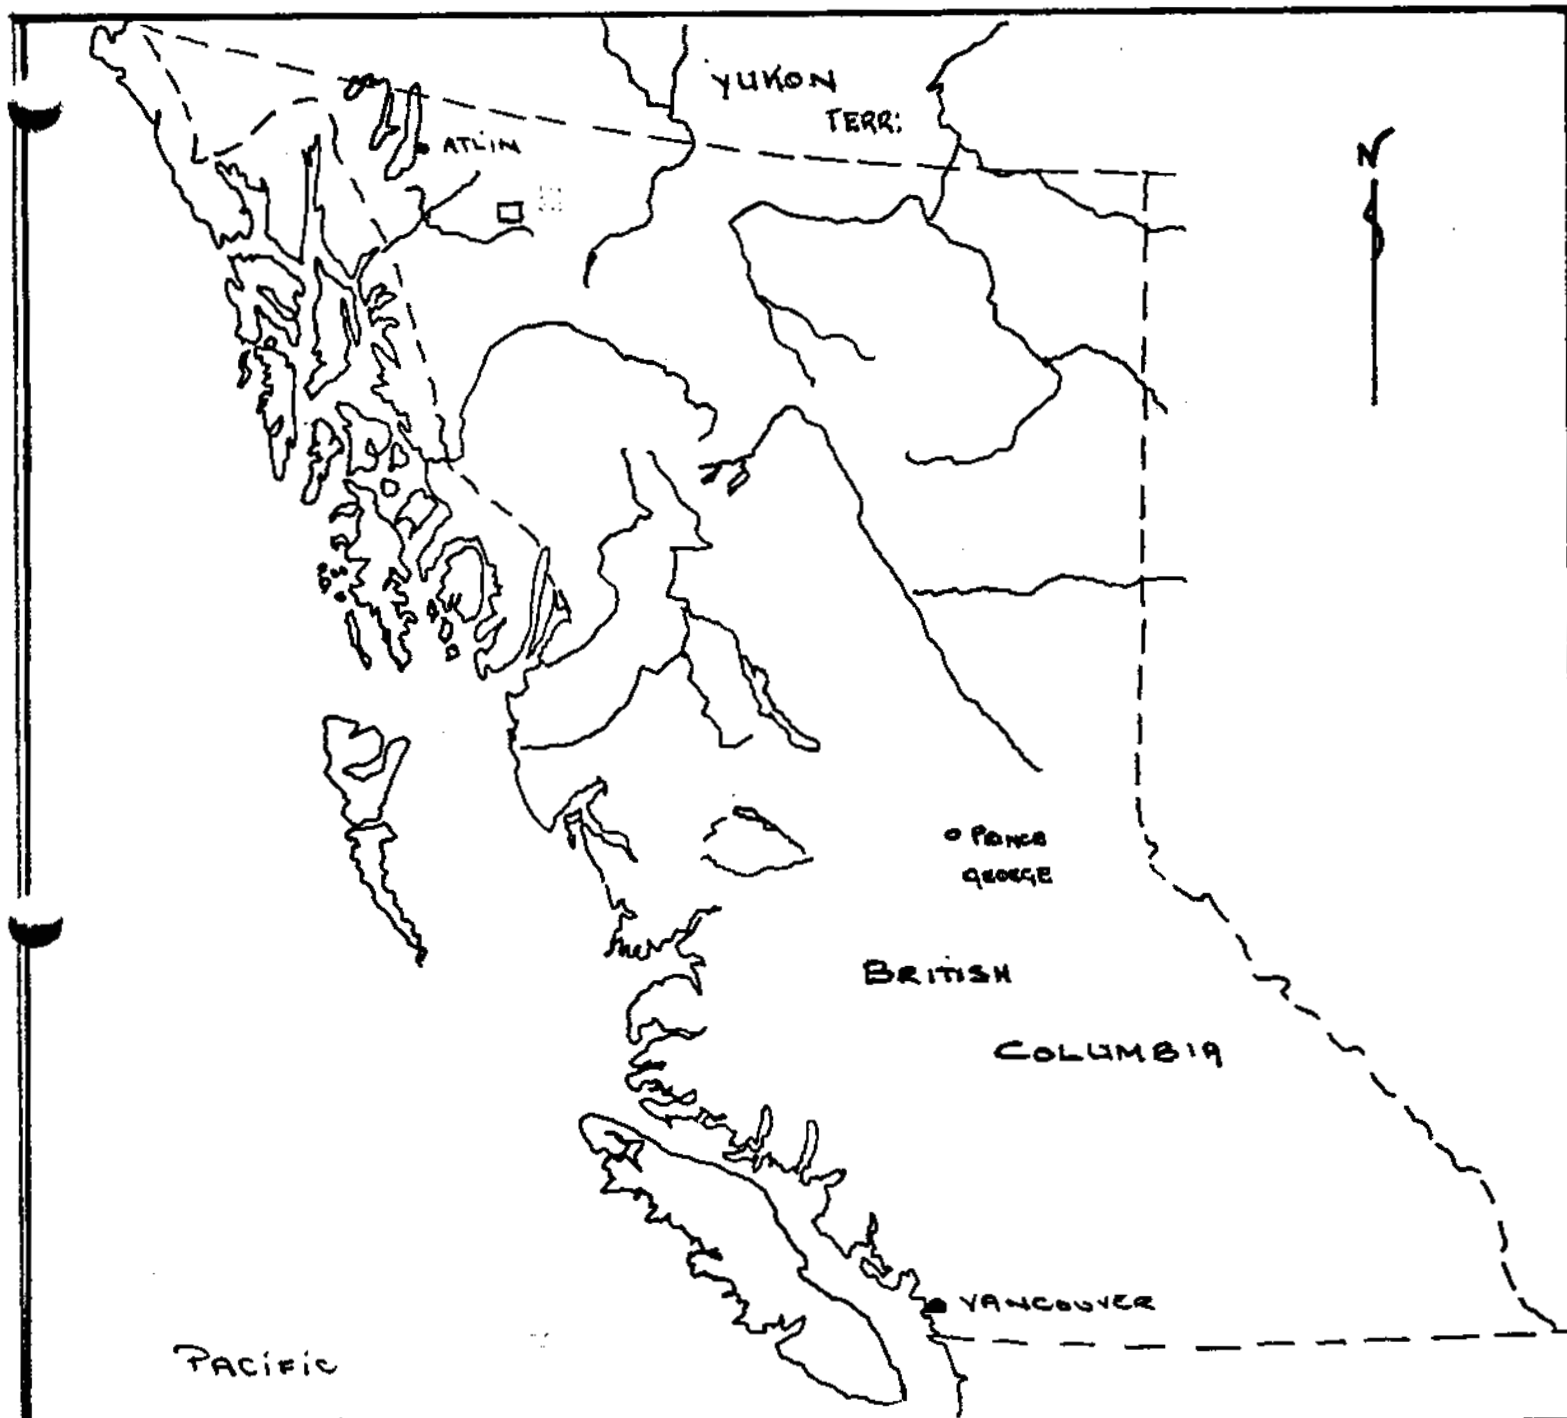 YUKON
TERR:
N
ATLIN
PRINCE
GEORGE
BRITISH
COLUMBIA
VANCOUVER
PACIFIC